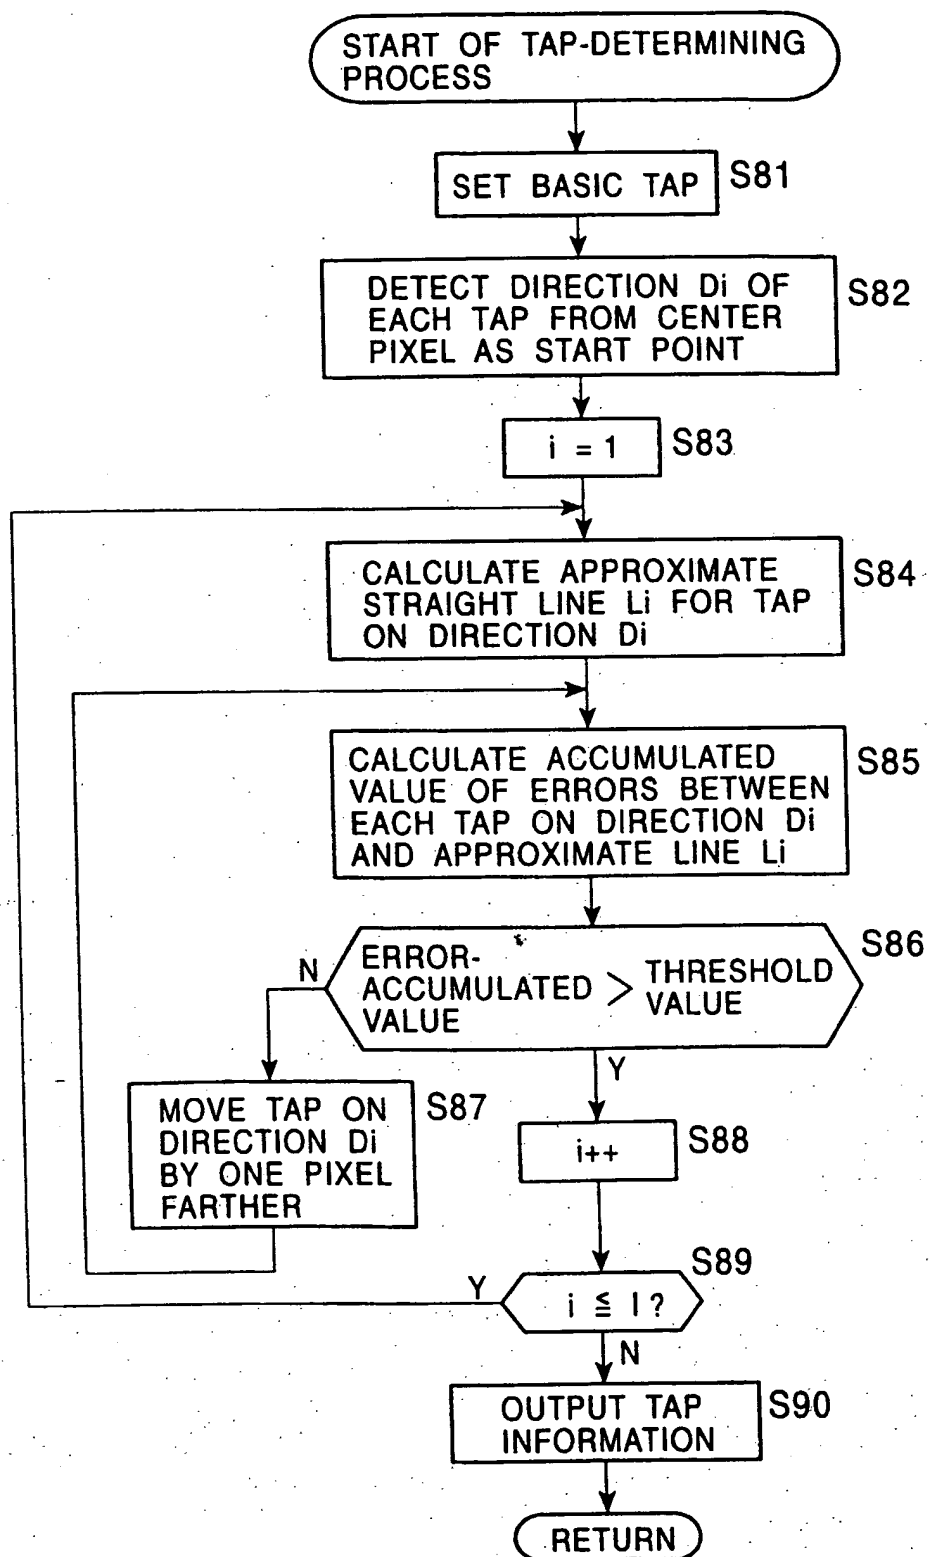 START OF TAP-DETERMINING
PROCESS
SET BASIC TAP
S81
DETECT DIRECTION Di OF
EACH TAP FROM CENTER
PIXEL AS START POINT
S82
i = 1
S83
CALCULATE APPROXIMATE
STRAIGHT LINE Li FOR TAP
ON DIRECTION Di
S84
CALCULATE ACCUMULATED
VALUE OF ERRORS BETWEEN
EACH TAP ON DIRECTION Di
AND APPROXIMATE LINE Li
S85
ERROR-
ACCUMULATED
VALUE
>
THRESHOLD
VALUE
S86
N
Y
MOVE TAP ON
DIRECTION Di
BY ONE PIXEL
FARTHER
S87
i++
S88
i ≦ I ?
S89
Y
N
OUTPUT TAP
INFORMATION
S90
RETURN